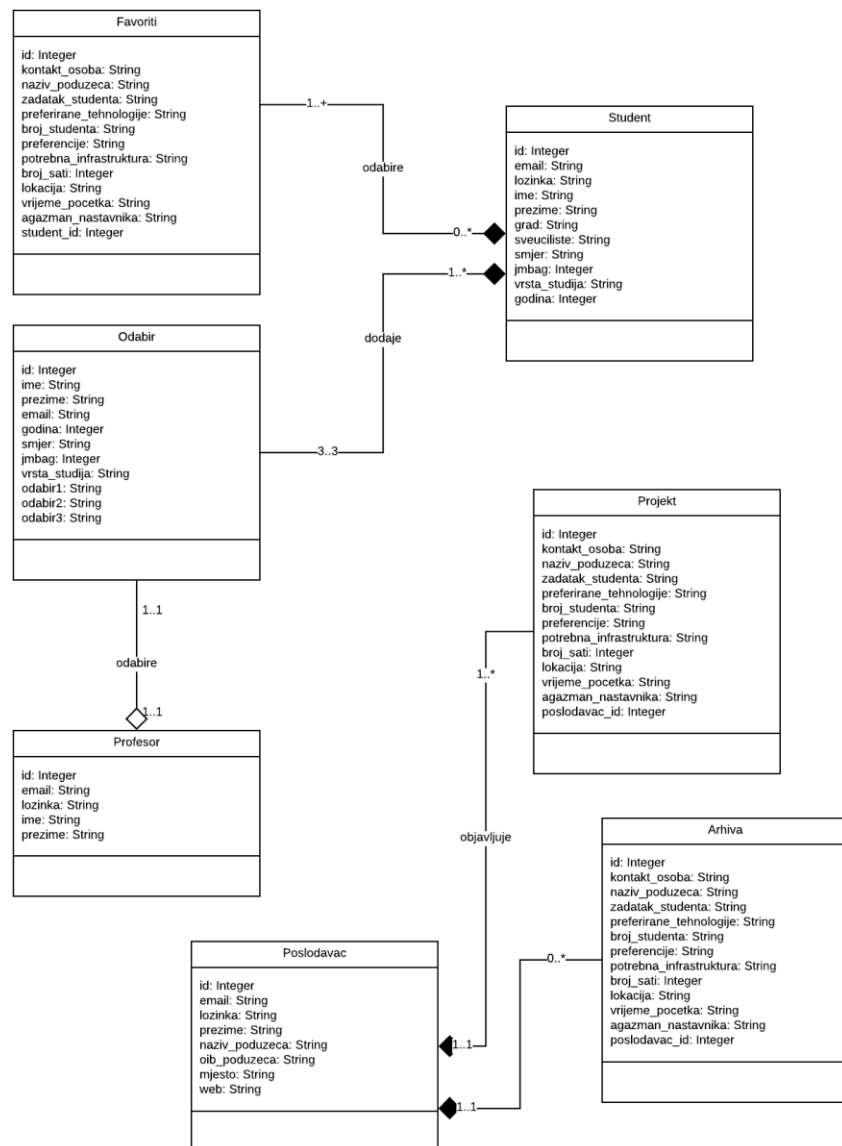 Favoriti
id: Integer
kontakt_osoba: String
naziv_poduzeca: String
zadatak_studenta: String
preferirane_tehnologije: String
broj_studenta: String
preferencije: String
potrebna_infrastruktura: String
broj_sati: Integer
lokacija: String
vrijeme_pocetka: String
agazman_nastavnika: String
student_id: Integer
1..+
odabire
0..*
Student
id: Integer
email: String
lozinka: String
ime: String
prezime: String
grad: String
sveuciliste: String
smjer: String
jmbag: Integer
vrsta_studija: String
godina: Integer
1..*
dodaje
3..3
Odabir
id: Integer
ime: String
prezime: String
email: String
godina: Integer
smjer: String
jmbag: Integer
vrsta_studija: String
odabir1: String
odabir2: String
odabir3: String
1..1
odabire
1..1
Profesor
id: Integer
email: String
lozinka: String
ime: String
prezime: String
Projekt
id: Integer
kontakt_osoba: String
naziv_poduzeca: String
zadatak_studenta: String
preferirane_tehnologije: String
broj_studenta: String
preferencije: String
potrebna_infrastruktura: String
broj_sati: Integer
lokacija: String
vrijeme_pocetka: String
agazman_nastavnika: String
poslodavac_id: Integer
1..*
objavljuje
1..1
Arhiva
id: Integer
kontakt_osoba: String
naziv_poduzeca: String
zadatak_studenta: String
preferirane_tehnologije: String
broj_studenta: String
preferencije: String
potrebna_infrastruktura: String
broj_sati: Integer
lokacija: String
vrijeme_pocetka: String
agazman_nastavnika: String
poslodavac_id: Integer
0..*
1..1
Poslodavac
id: Integer
email: String
lozinka: String
prezime: String
naziv_poduzeca: String
oib_poduzeca: String
mjesto: String
web: String